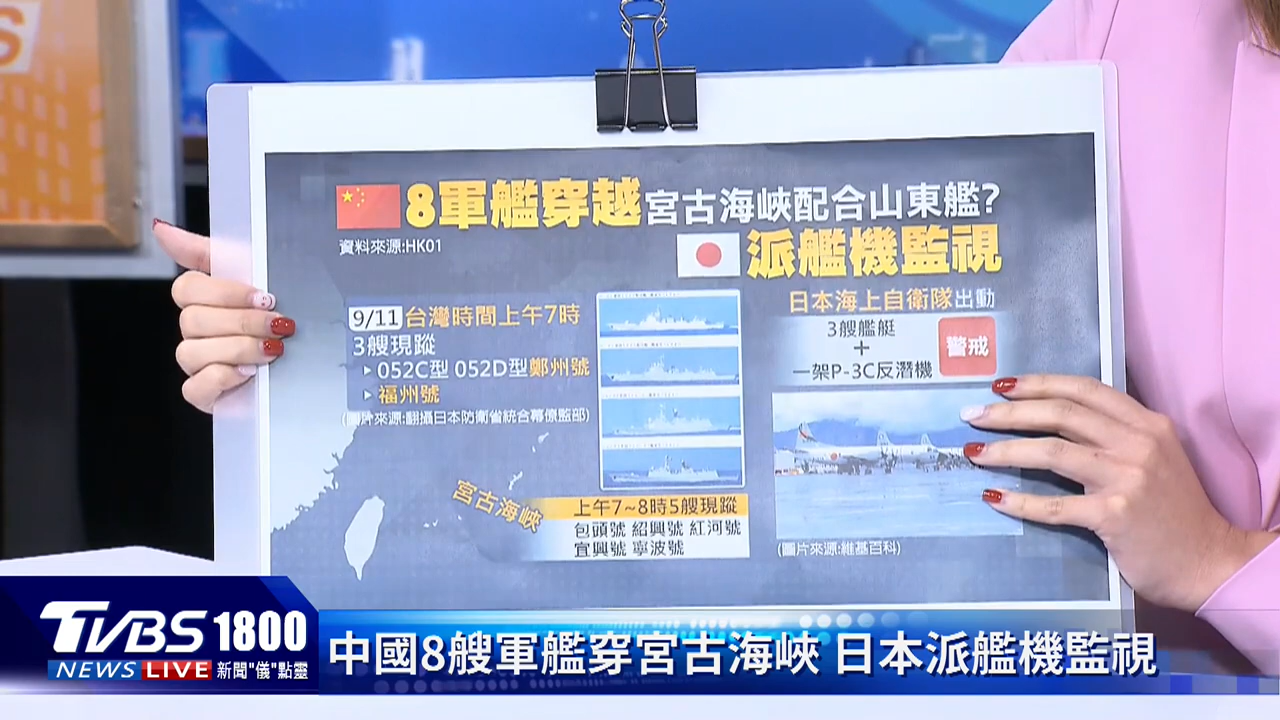 S
8軍艦穿越宮古海峽配合山東艦?
資料來源:HK01
派艦機監視
9/11 台灣時間上午7時
3艘現蹤
▸052C型 052D型鄭州號
▸福州號
(圖片來源:翻攝日本防衛省統合幕僚監部)
宮古海峽
上午7~8時5艘現蹤
包頭號 紹興號 紅河號
宜興號 寧波號
日本海上自衛隊出動
3艘艦艇
+
一架P-3C反潛機
警戒
(圖片來源:維基百科)
TVBS 1800
NEWS LIVE 新聞"儀"點靈
中國8艘軍艦穿宮古海峽 日本派艦機監視